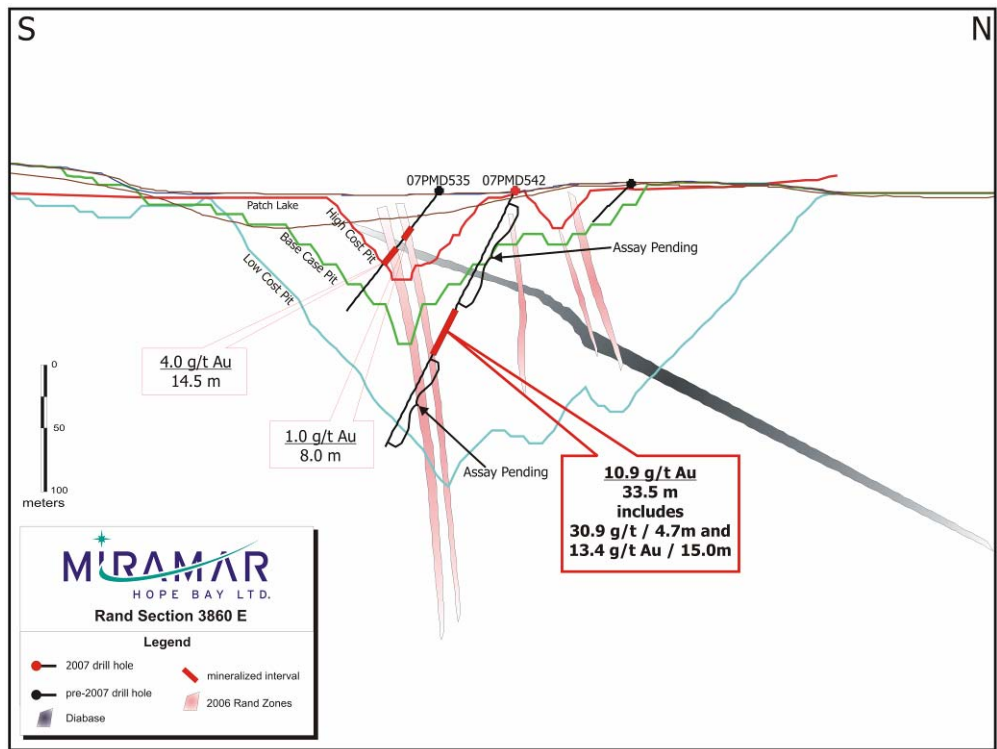 S
N
07PMD535
07PMD542
Patch Lake
High Cost Pit
Base Case Pit
Low Cost Pit
Assay Pending
4.0 g/t Au
14.5 m
1.0 g/t Au
8.0 m
Assay Pending
10.9 g/t Au
33.5 m
includes
30.9 g/t / 4.7m and
13.4 g/t Au / 15.0m
0
50
100
meters
MIRAMAR
HOPE BAY LTD.
Rand Section 3860 E
Legend
2007 drill hole
pre-2007 drill hole
Diabase
mineralized interval
2006 Rand Zones